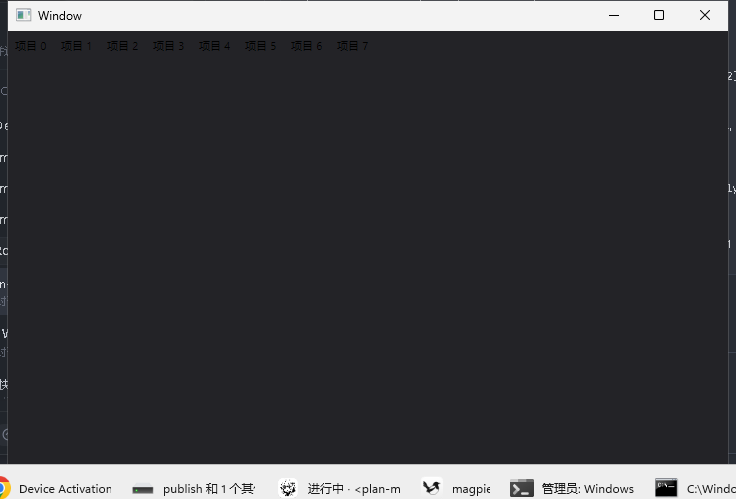 Window
项目 0 项目 1 项目 2 项目 3 项目 4 项目 5 项目 6 项目 7
Device Activation publish 和 1 个其 进行中 · <plan-m magpie 管理员: Windows C:\Windo